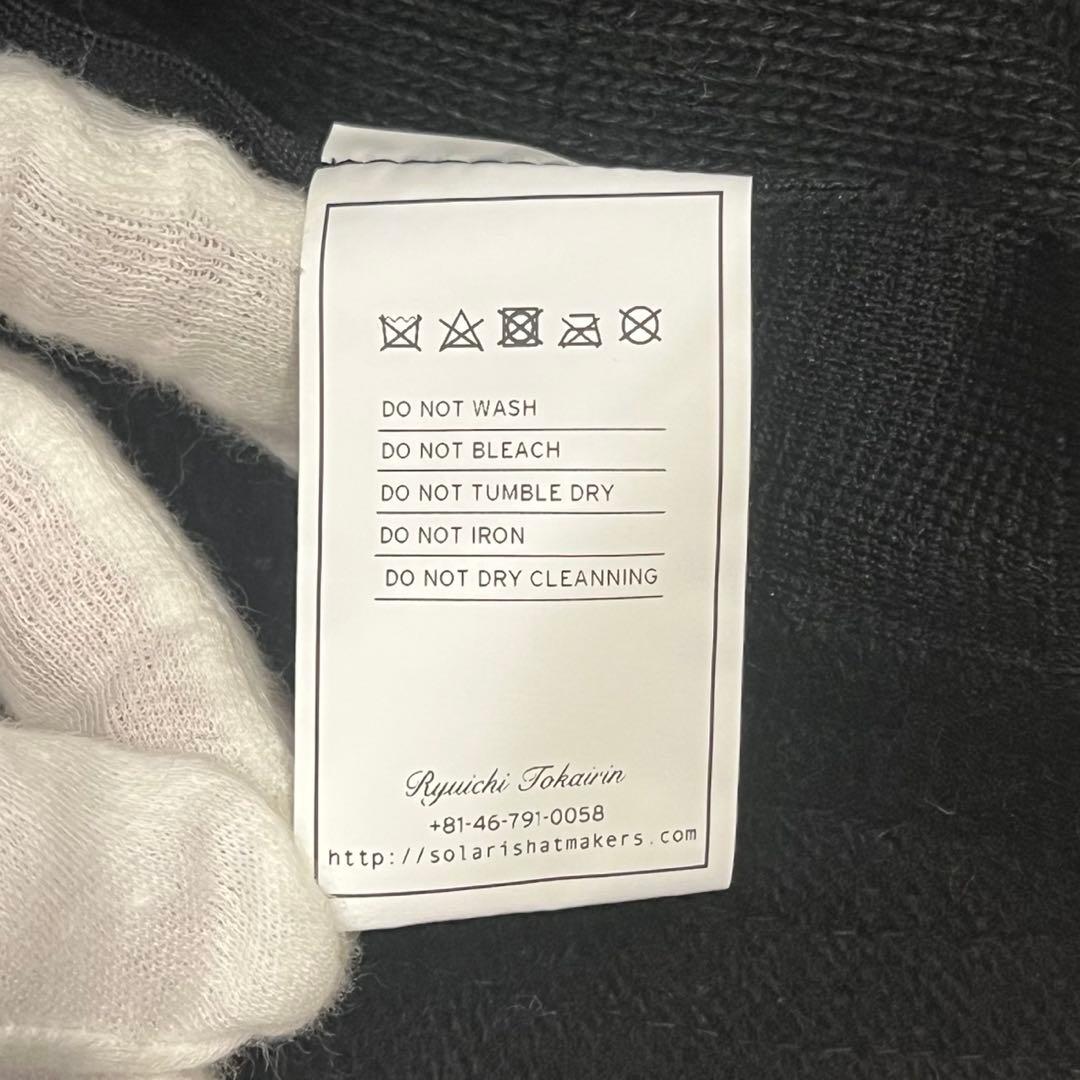 DO NOT WASH
DO NOT BLEACH
DO NOT TUMBLE DRY
DO NOT IRON
DO NOT DRY CLEANNING
Ryuichi Tokairin
+81-46-791-0058
http://solarishatmakers.com